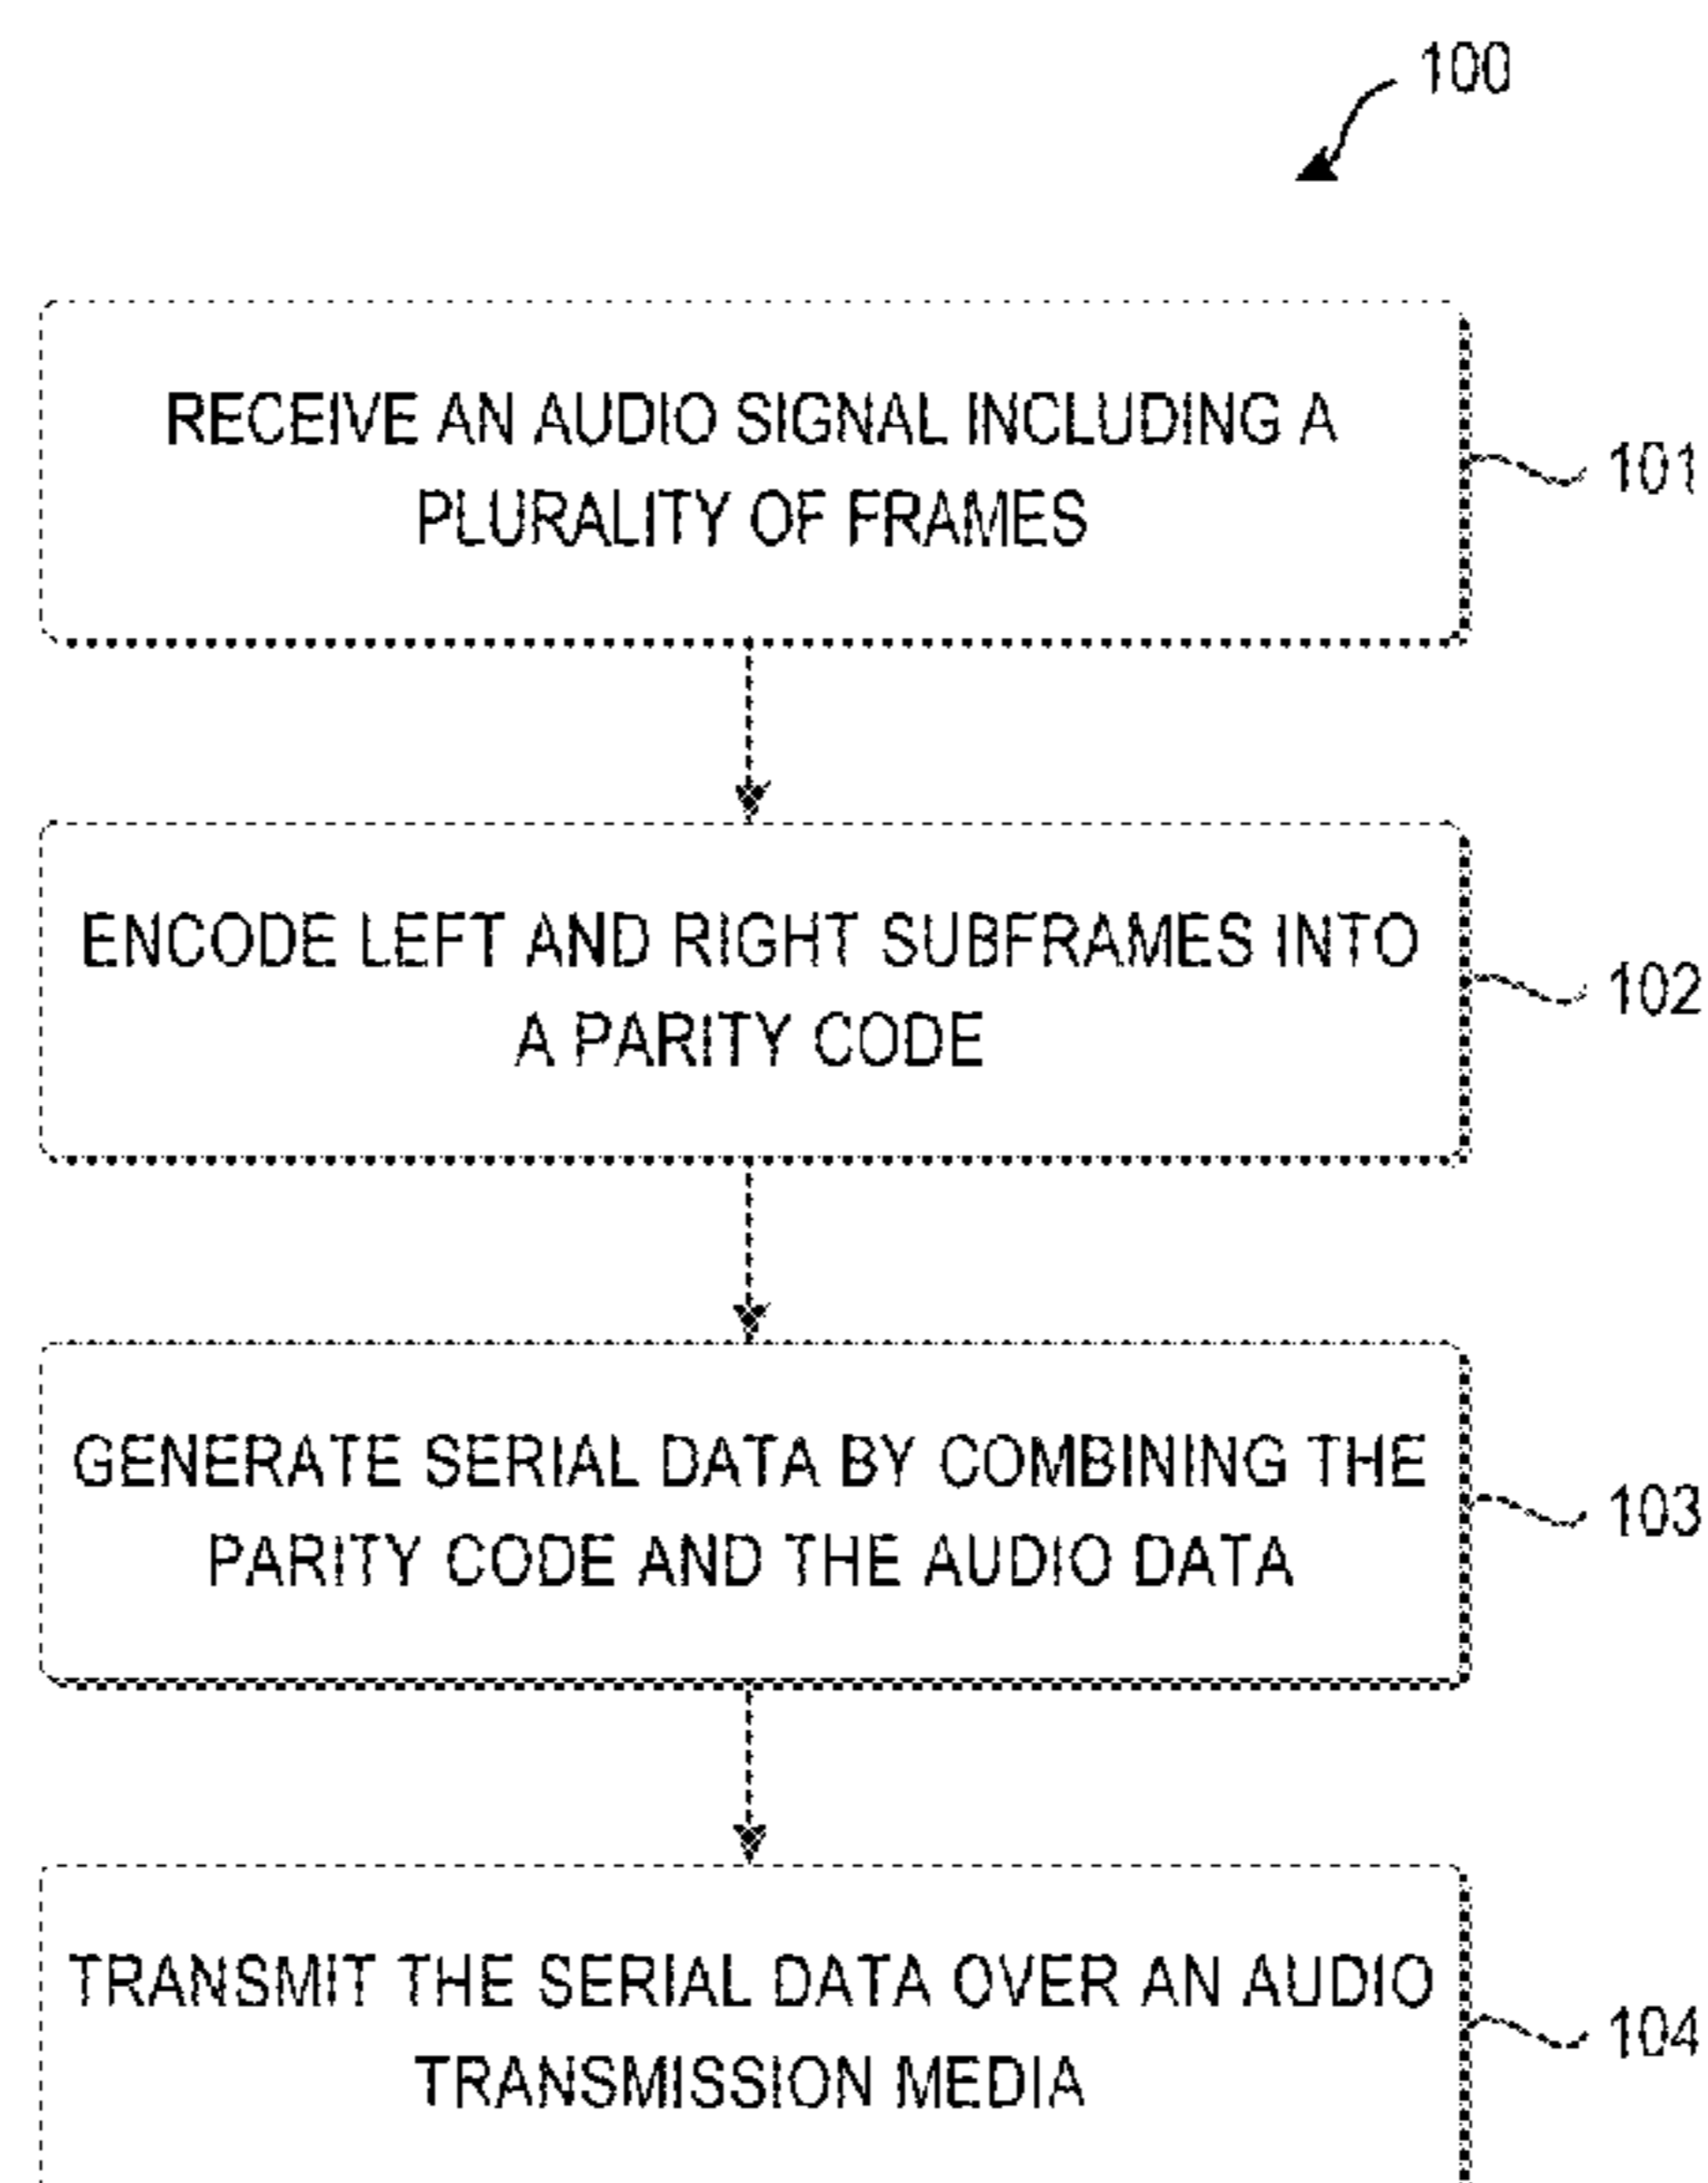 100
RECEIVE AN AUDIO SIGNAL INCLUDING A
PLURALITY OF FRAMES
101
ENCODE LEFT AND RIGHT SUBFRAMES INTO
A PARITY CODE
102
GENERATE SERIAL DATA BY COMBINING THE
PARITY CODE AND THE AUDIO DATA
103
TRANSMIT THE SERIAL DATA OVER AN AUDIO
TRANSMISSION MEDIA
104